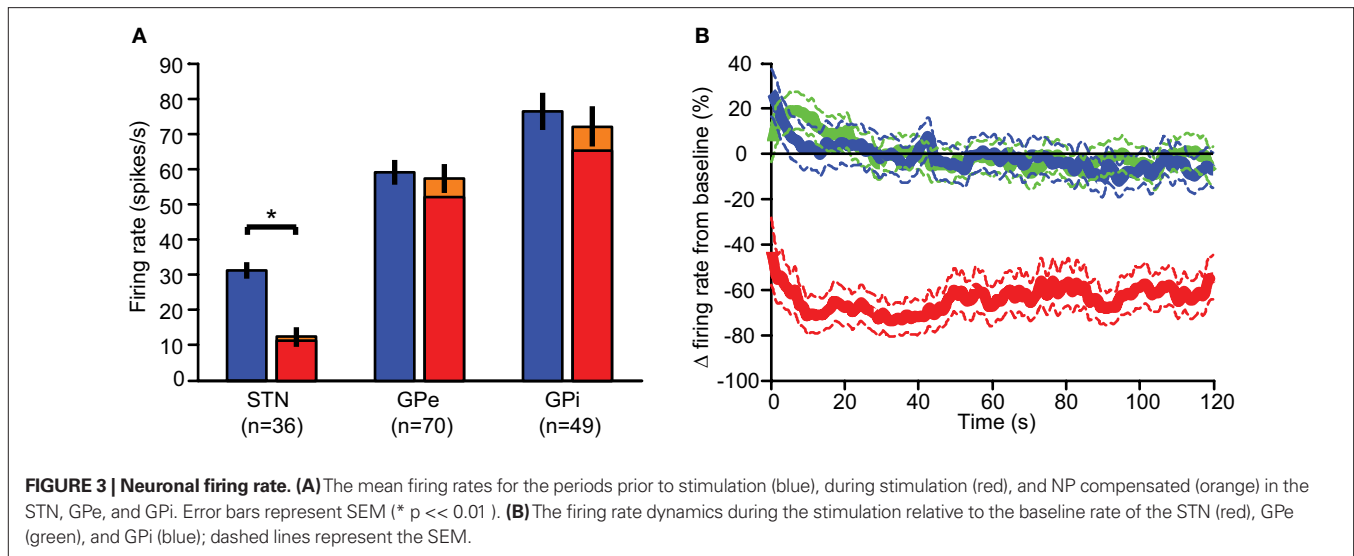 A
Firing rate (spikes/s)
90
80
70
60
50
40
30
20
10
0
*
STN
(n=36)
GPe
(n=70)
GPi
(n=49)
B
Δ firing rate from baseline (%)
40
20
0
-20
-40
-60
-80
-100
0
20
40
60
80
100
120
Time (s)
FIGURE 3 | Neuronal firing rate. (A) The mean firing rates for the periods prior to stimulation (blue), during stimulation (red), and NP compensated (orange) in the
STN, GPe, and GPi. Error bars represent SEM (* p << 0.01 ). (B) The firing rate dynamics during the stimulation relative to the baseline rate of the STN (red), GPe
(green), and GPi (blue); dashed lines represent the SEM.